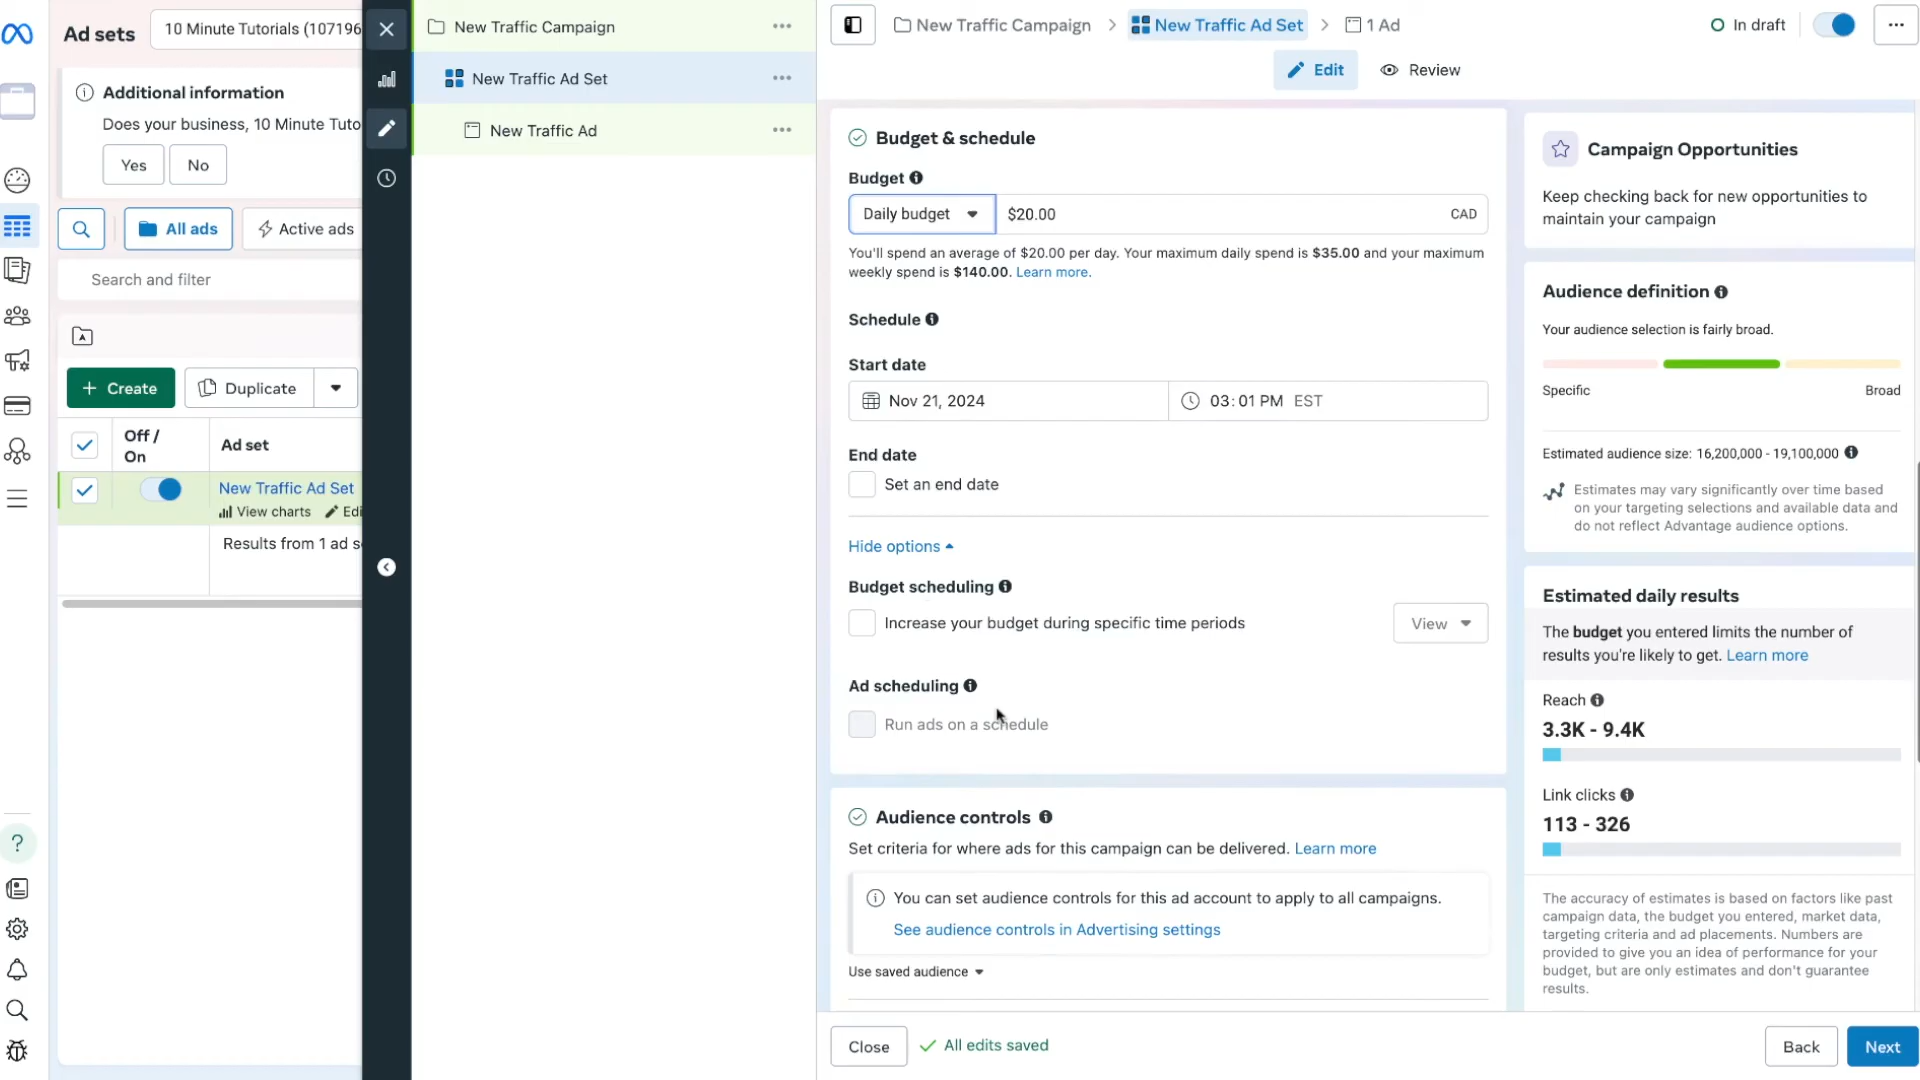 Ad sets
10 Minute Tutorials (107196
Additional information
Does your business, 10 Minute Tuto
Yes
No
All ads
Active ads
Search and filter
+ Create
Duplicate
Off /
On
Ad set
New Traffic Ad Set
View charts
Edi
Results from 1 ad s
?
New Traffic Campaign
New Traffic Ad Set
New Traffic Ad
New Traffic Campaign > New Traffic Ad Set > 1 Ad
In draft
Edit
Review
Budget & schedule
Budget
Daily budget
$20.00
CAD
You'll spend an average of $20.00 per day. Your maximum daily spend is $35.00 and your maximum
weekly spend is $140.00. Learn more.
Schedule
Start date
Nov 21, 2024
03:01 PM EST
End date
Set an end date
Hide options
Budget scheduling
Increase your budget during specific time periods
View
Ad scheduling
Run ads on a schedule
Audience controls
Set criteria for where ads for this campaign can be delivered. Learn more
You can set audience controls for this ad account to apply to all campaigns.
See audience controls in Advertising settings
Use saved audience
Close
All edits saved
Back
Next
Campaign Opportunities
Keep checking back for new opportunities to
maintain your campaign
Audience definition
Your audience selection is fairly broad.
Specific
Broad
Estimated audience size: 16,200,000 - 19,100,000
Estimates may vary significantly over time based
on your targeting selections and available data and
do not reflect Advantage audience options.
Estimated daily results
The budget you entered limits the number of
results you're likely to get. Learn more
Reach
3.3K - 9.4K
Link clicks
113 - 326
The accuracy of estimates is based on factors like past
campaign data, the budget you entered, market data,
targeting criteria and ad placements. Numbers are
provided to give you an idea of performance for your
budget, but are only estimates and don't guarantee
results.